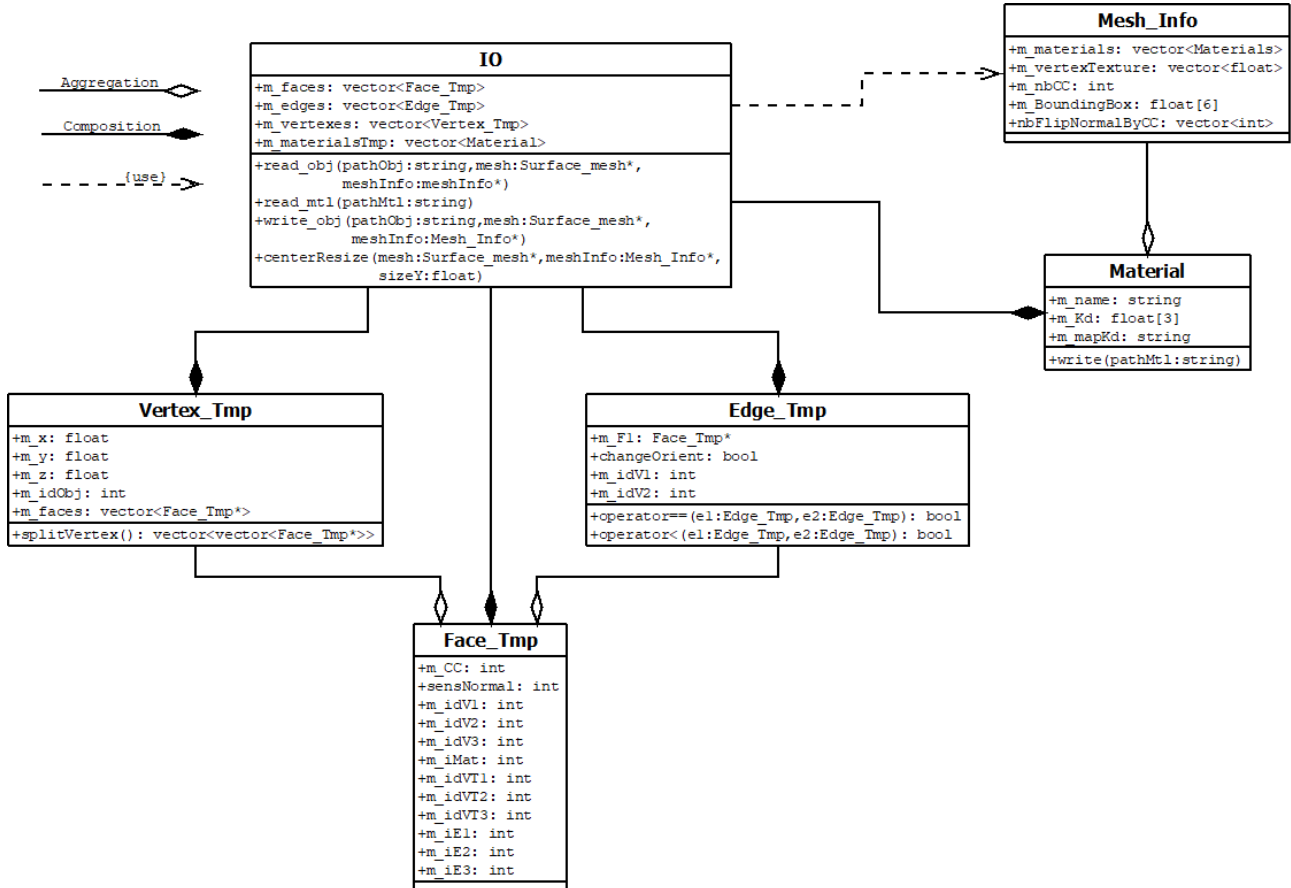 Aggregation
Composition
{use}
IO
+m_faces: vector<Face_Tmp>
+m_edges: vector<Edge_Tmp>
+m_vertexes: vector<Vertex_Tmp>
+m_materialsTmp: vector<Material>
+read_obj(pathObj:string,mesh:Surface_mesh*,
meshInfo:meshInfo*)
+read_mtl(pathMtl:string)
+write_obj(pathObj:string,mesh:Surface_mesh*,
meshInfo:Mesh_Info*)
+centerResize(mesh:Surface_mesh*,meshInfo:Mesh_Info*,
sizeY:float)
Mesh_Info
+m_materials: vector<Materials>
+m_vertexTexture: vector<float>
+m_nbCC: int
+m_BoundingBox: float[6]
+nbFlipNormalByCC: vector<int>
Material
+m_name: string
+m_Kd: float[3]
+m_mapKd: string
+write(pathMtl:string)
Vertex_Tmp
+m_x: float
+m_y: float
+m_z: float
+m_idObj: int
+m_faces: vector<Face_Tmp*>
+splitVertex(): vector<vector<Face_Tmp*>>
Edge_Tmp
+m_F1: Face_Tmp*
+changeOrient: bool
+m_idV1: int
+m_idV2: int
+operator==(e1:Edge_Tmp,e2:Edge_Tmp): bool
+operator<(e1:Edge_Tmp,e2:Edge_Tmp): bool
Face_Tmp
+m_CC: int
+sensNormal: int
+m_idV1: int
+m_idV2: int
+m_idV3: int
+m_iMat: int
+m_idVT1: int
+m_idVT2: int
+m_idVT3: int
+m_iE1: int
+m_iE2: int
+m_iE3: int